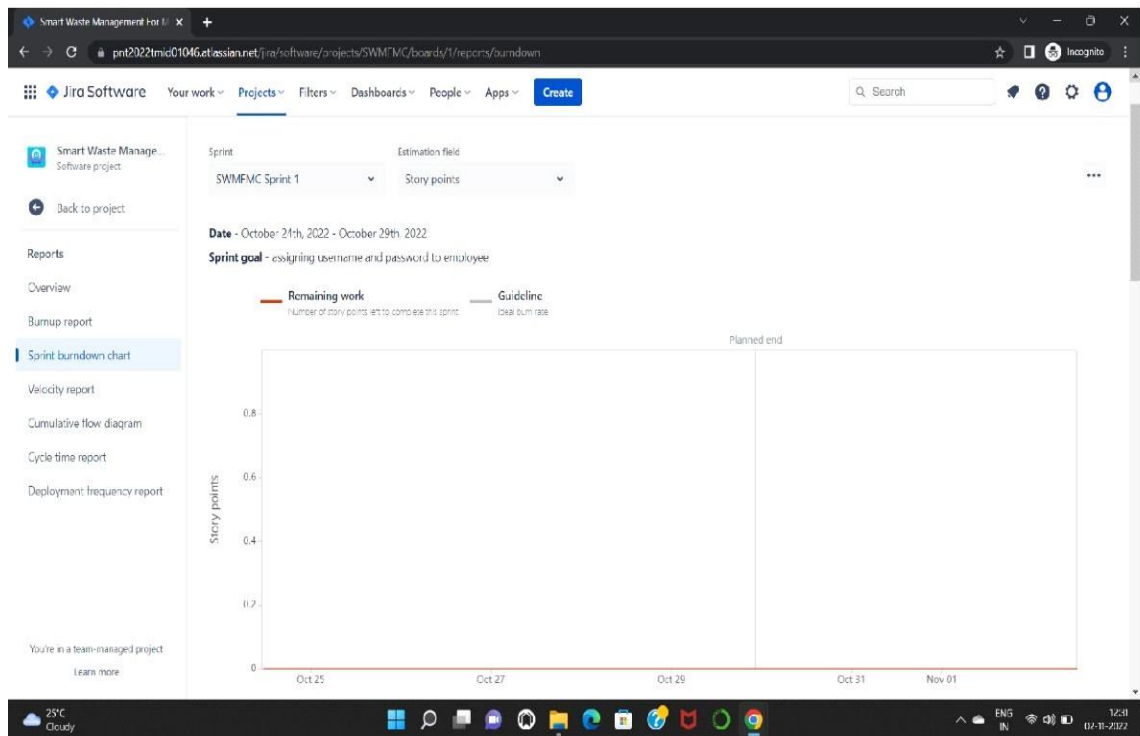 Smart Waste Management For M
pnt2022tmid01046.atlassian.net/jira/software/projects/SWMFMC/boards/1/reports/burndown
Incognito
Jira Software Your work Projects Filters Dashboards People Apps Create Search
Smart Waste Manage...
Software project
Back to project
Reports
Overview
Burnup report
Sprint burndown chart
Velocity report
Cumulative flow diagram
Cycle time report
Deployment frequency report
You're in a team-managed project
Learn more
Sprint Estimation field
SWMFMC Sprint 1 Story points
Date - October 24th, 2022 - October 29th, 2022
Sprint goal - assigning username and password to employee
Remaining work
Number of story points left to complete this sprint
Guideline
Ideal burn rate
Planned end
Story points
0.8
0.6
0.4
0.2
0
Oct 25 Oct 27 Oct 29 Oct 31 Nov 01
25°C
Cloudy
ENG
IN
12:31
02-11-2022